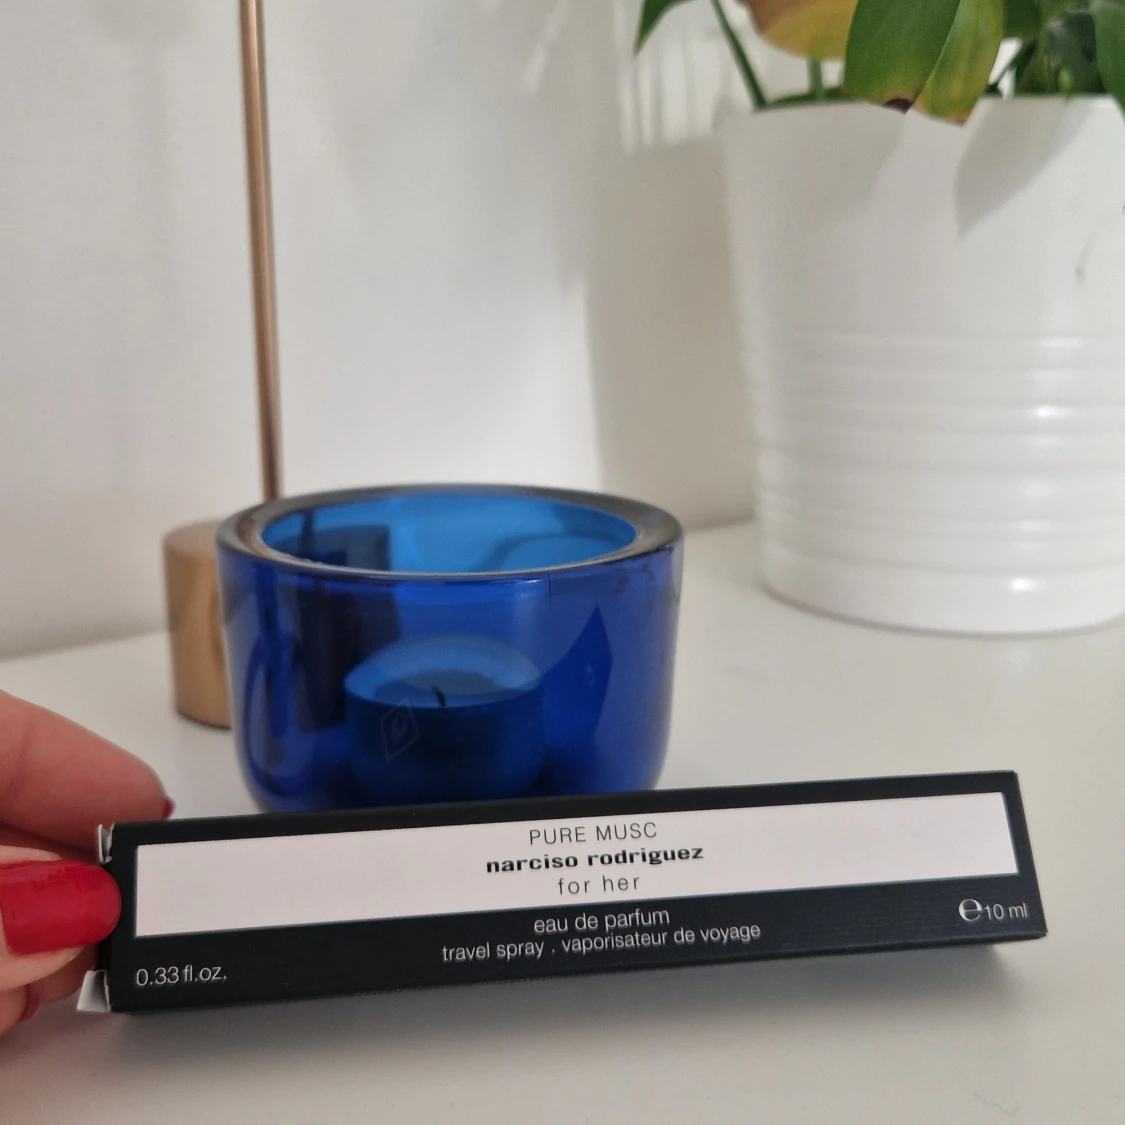 PURE MUSC
narciso rodriguez
for her
eau de parfum
travel spray . vaporisateur de voyage
0.33 fl.oz.
℮10 ml